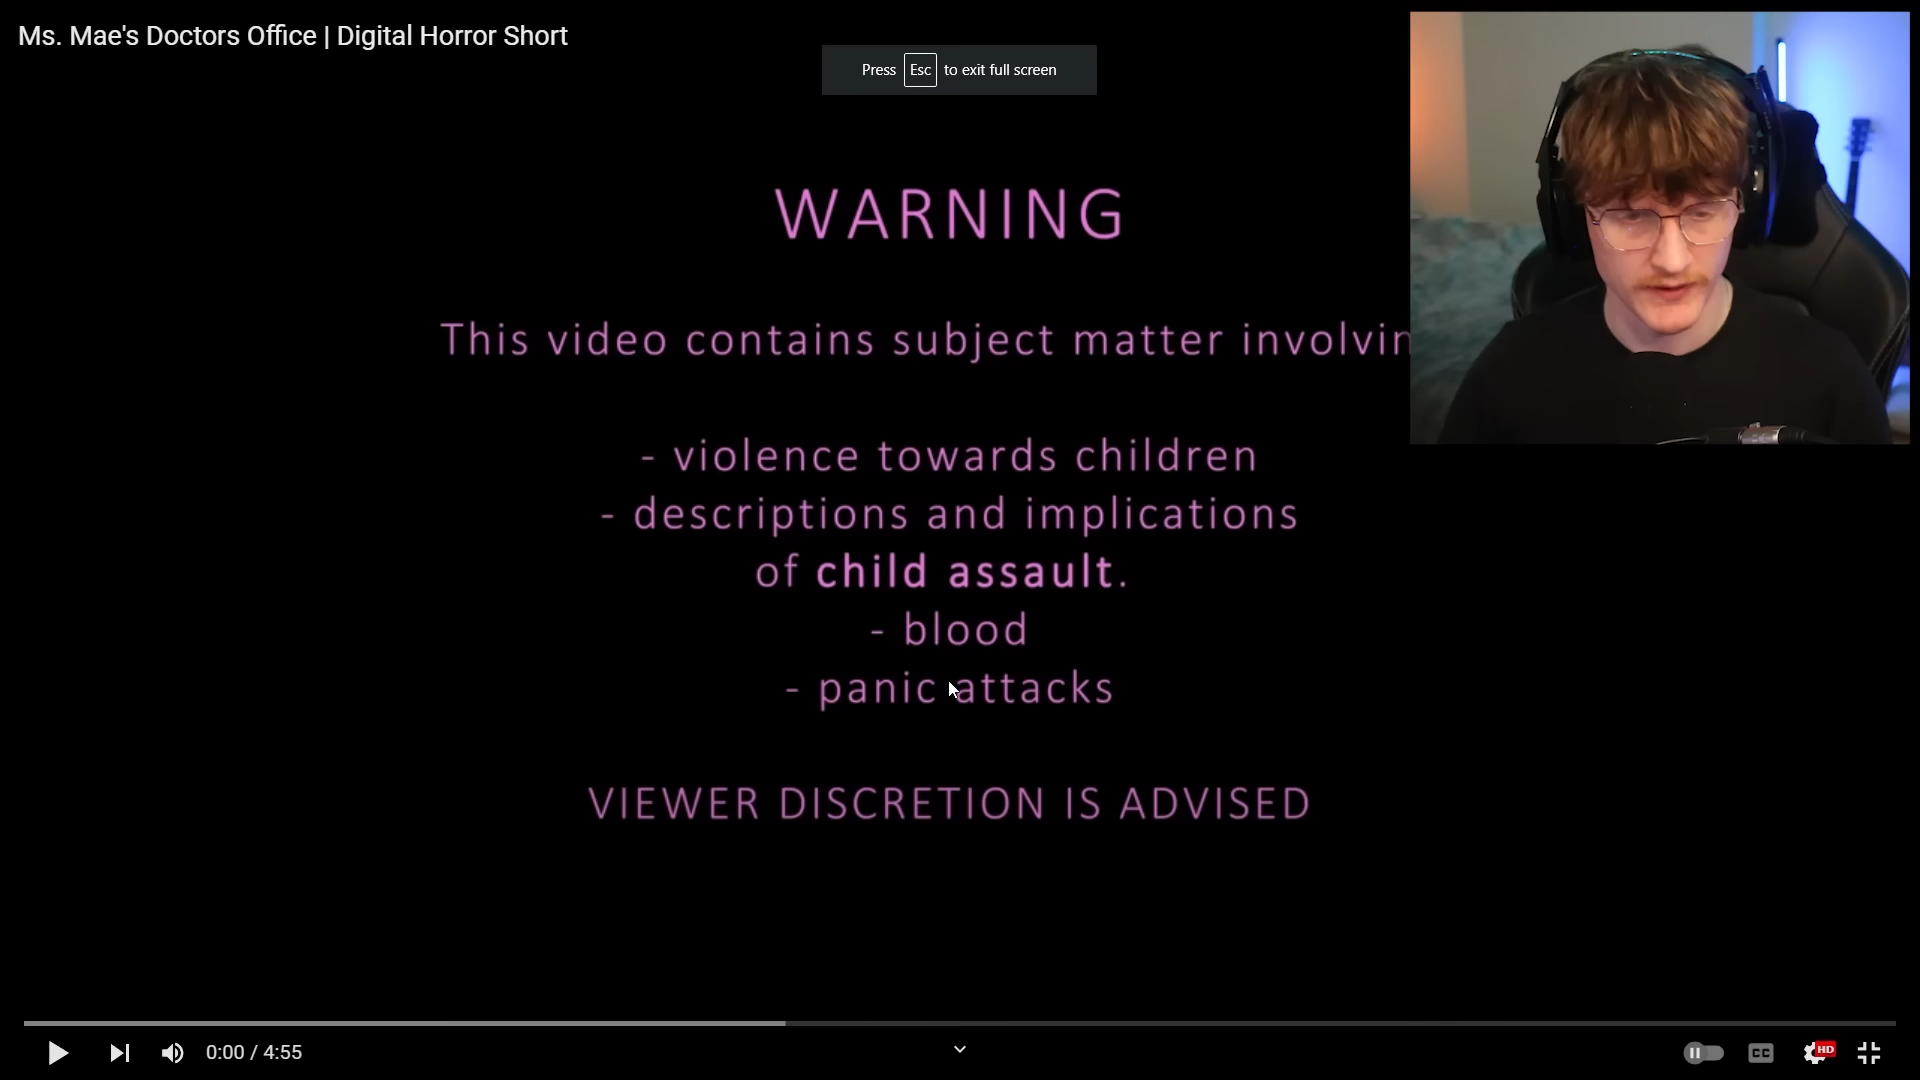 Ms. Mae's Doctors Office | Digital Horror Short
Press Esc to exit full screen
WARNING
This video contains subject matter involvin
- violence towards children
- descriptions and implications
of child assault.
- blood
- panic attacks
VIEWER DISCRETION IS ADVISED
0:00 / 4:55
CC
HD